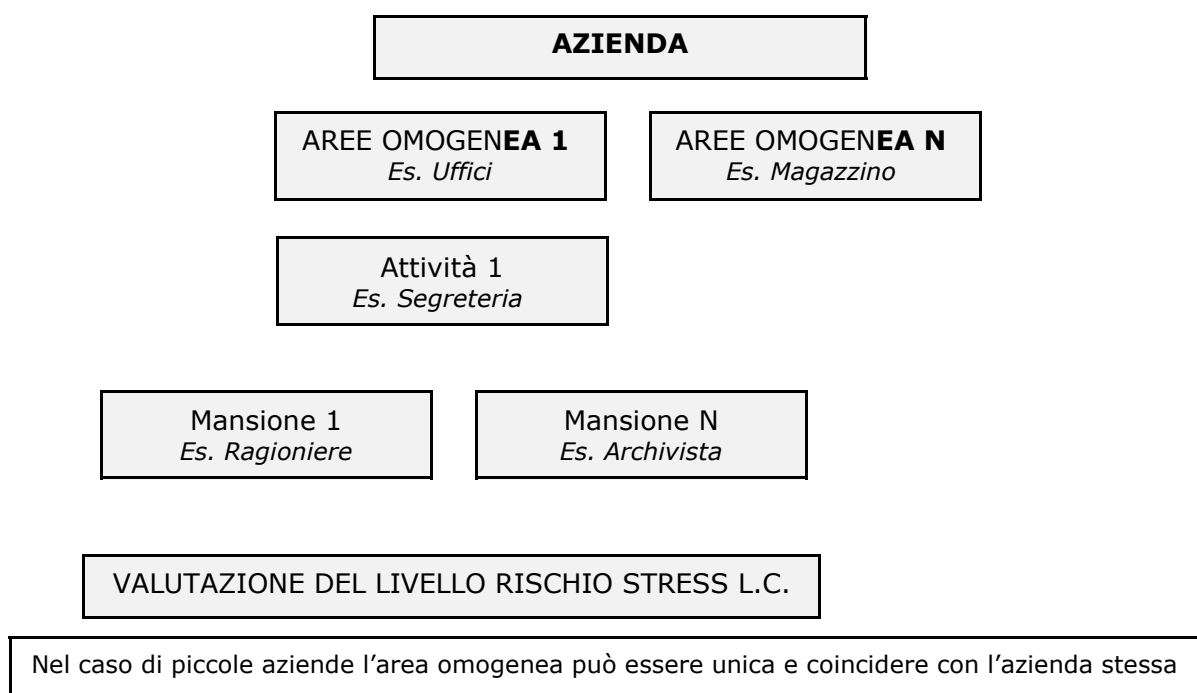 AZIENDA
AREE OMOGENEA 1
Es. Uffici
AREE OMOGENEA N
Es. Magazzino
Attività 1
Es. Segreteria
Mansione 1
Es. Ragioniere
Mansione N
Es. Archivista
VALUTAZIONE DEL LIVELLO RISCHIO STRESS L.C.
Nel caso di piccole aziende l’area omogenea può essere unica e coincidere con l’azienda stessa